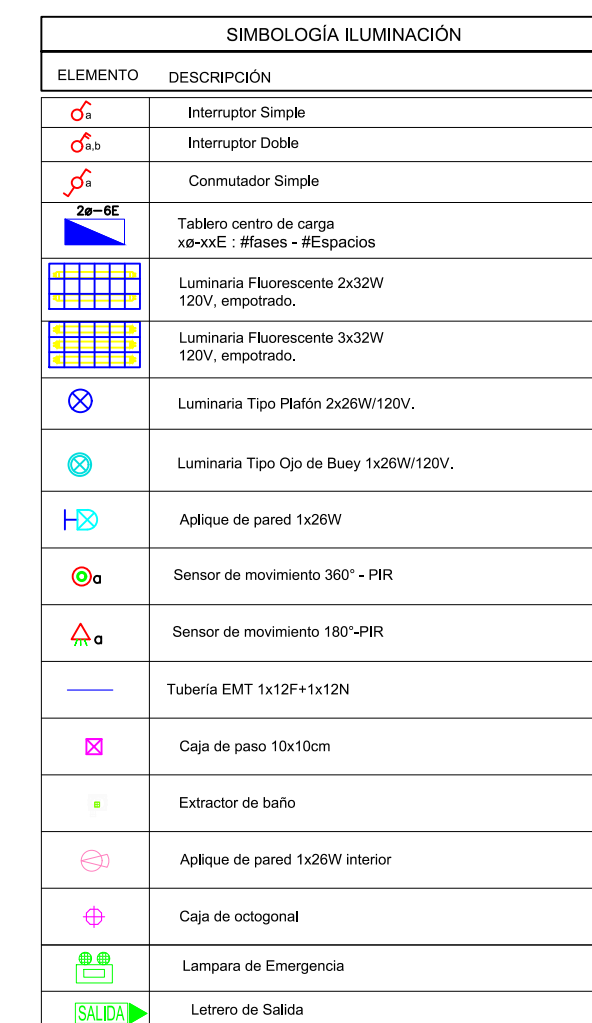 SIMBOLOGÍA ILUMINACIÓN
ELEMENTO DESCRIPCIÓN
a Interruptor Simple
a,b Interruptor Doble
a Conmutador Simple
2ø-6E
Tablero centro de carga
xø-xxE : #fases - #Espacios
Luminaria Fluorescente 2x32W
120V, empotrado.
Luminaria Fluorescente 3x32W
120V, empotrado.
Luminaria Tipo Plafón 2x26W/120V.
Luminaria Tipo Ojo de Buey 1x26W/120V.
Aplique de pared 1x26W
a Sensor de movimiento 360° - PIR
a Sensor de movimiento 180°-PIR
Tubería EMT 1x12F+1x12N
Caja de paso 10x10cm
Extractor de baño
Aplique de pared 1x26W interior
Caja de octogonal
Lampara de Emergencia
SALIDA Letrero de Salida